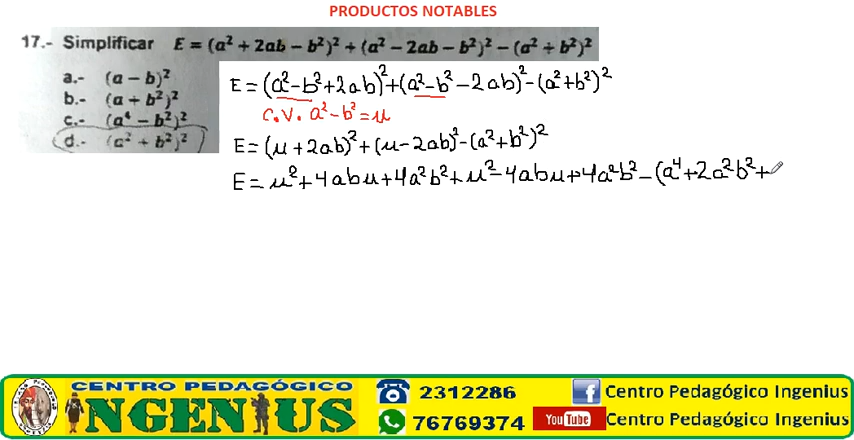 PRODUCTOS NOTABLES
17.- Simplificar E = (a² + 2ab − b²)² + (a² − 2ab − b²)² − (a² + b²)²
a.- (a − b)²
b.- (a + b²)²
c.- (a⁴ − b²)²
d.- (a² + b²)²
E = (a²−b²+2ab)²+(a²−b²−2ab)²−(a²+b²)²
C.V. a²−b²=u
E = (u+2ab)²+(u−2ab)²−(a²+b²)²
E = u²+4abu+4a²b²+u²−4abu+4a²b²−(a⁴+2a²b²+
CENTRO PEDAGÓGICO
INGENIUS
2312286
76769374
f Centro Pedagógico Ingenius
YouTube Centro Pedagógico Ingenius